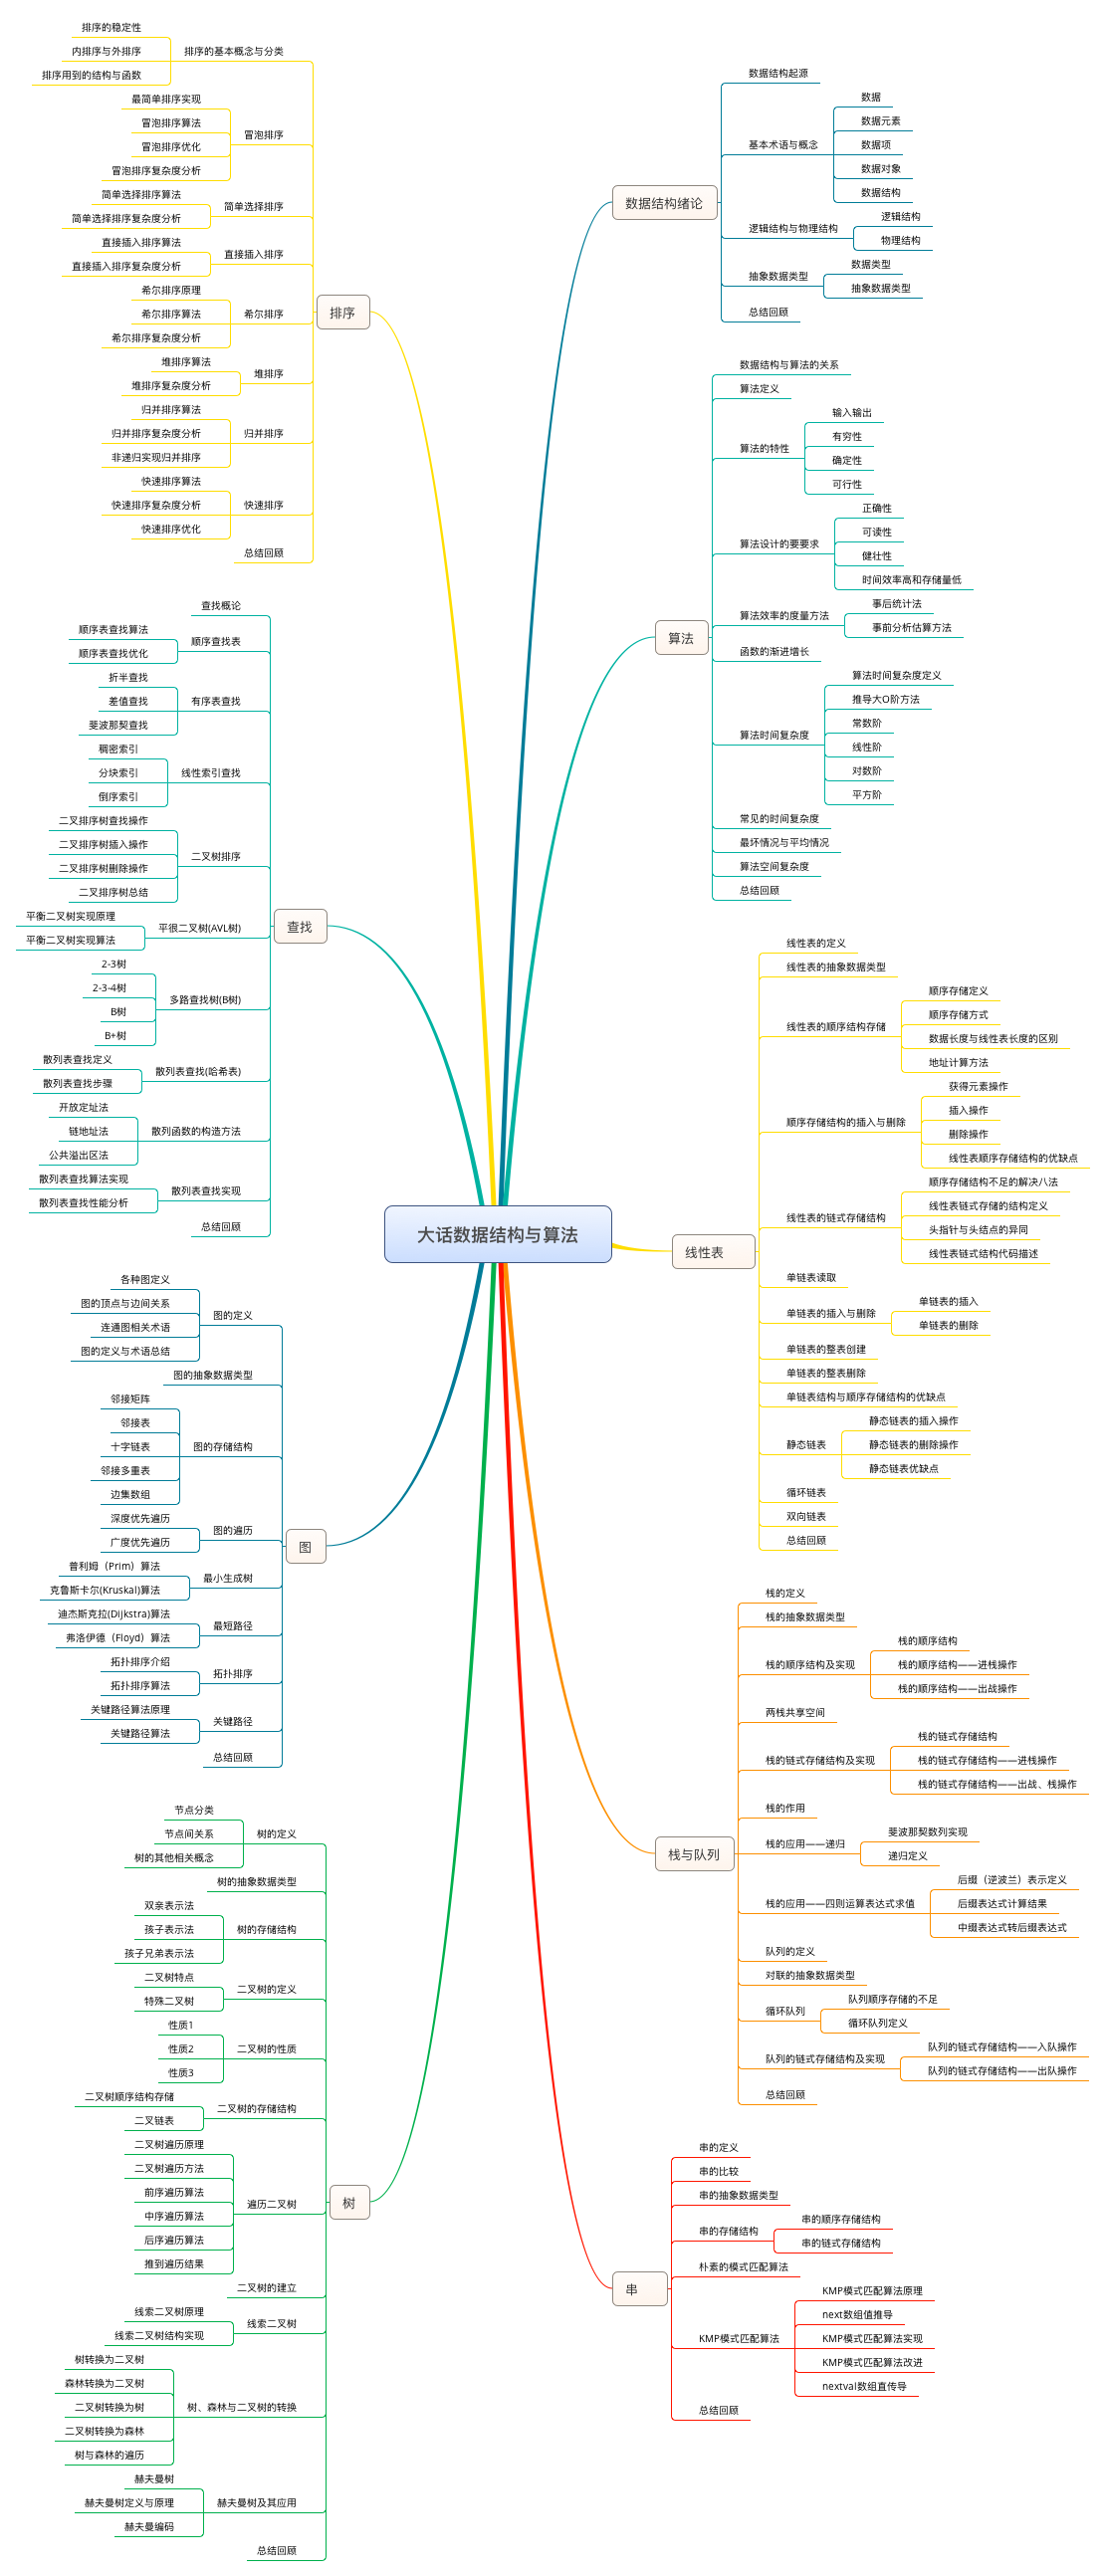 大话数据结构与算法
数据结构绪论
数据结构起源
基本术语与概念
数据
数据元素
数据项
数据对象
数据结构
逻辑结构与物理结构
逻辑结构
物理结构
抽象数据类型
数据类型
抽象数据类型
总结回顾
算法
数据结构与算法的关系
算法定义
算法的特性
输入输出
有穷性
确定性
可行性
算法设计的要要求
正确性
可读性
健壮性
时间效率高和存储量低
算法效率的度量方法
事后统计法
事前分析估算方法
函数的渐进增长
算法时间复杂度
算法时间复杂度定义
推导大O阶方法
常数阶
线性阶
对数阶
平方阶
常见的时间复杂度
最坏情况与平均情况
算法空间复杂度
总结回顾
线性表
线性表的定义
线性表的抽象数据类型
线性表的顺序结构存储
顺序存储定义
顺序存储方式
数据长度与线性表长度的区别
地址计算方法
顺序存储结构的插入与删除
获得元素操作
插入操作
删除操作
线性表顺序存储结构的优缺点
线性表的链式存储结构
顺序存储结构不足的解决八法
线性表链式存储的结构定义
头指针与头结点的异同
线性表链式结构代码描述
单链表读取
单链表的插入与删除
单链表的插入
单链表的删除
单链表的整表创建
单链表的整表删除
单链表结构与顺序存储结构的优缺点
静态链表
静态链表的插入操作
静态链表的删除操作
静态链表优缺点
循环链表
双向链表
总结回顾
栈与队列
栈的定义
栈的抽象数据类型
栈的顺序结构及实现
栈的顺序结构
栈的顺序结构——进栈操作
栈的顺序结构——出战操作
两栈共享空间
栈的链式存储结构及实现
栈的链式存储结构
栈的链式存储结构——进栈操作
栈的链式存储结构——出战、栈操作
栈的作用
栈的应用——递归
斐波那契数列实现
递归定义
栈的应用——四则运算表达式求值
后缀（逆波兰）表示定义
后缀表达式计算结果
中缀表达式转后缀表达式
队列的定义
对联的抽象数据类型
循环队列
队列顺序存储的不足
循环队列定义
队列的链式存储结构及实现
队列的链式存储结构——入队操作
队列的链式存储结构——出队操作
总结回顾
串
串的定义
串的比较
串的抽象数据类型
串的存储结构
串的顺序存储结构
串的链式存储结构
朴素的模式匹配算法
KMP模式匹配算法
KMP模式匹配算法原理
next数组值推导
KMP模式匹配算法实现
KMP模式匹配算法改进
nextval数组直传导
总结回顾
排序
排序的基本概念与分类
排序的稳定性
内排序与外排序
排序用到的结构与函数
冒泡排序
最简单排序实现
冒泡排序算法
冒泡排序优化
冒泡排序复杂度分析
简单选择排序
简单选择排序算法
简单选择排序复杂度分析
直接插入排序
直接插入排序算法
直接插入排序复杂度分析
希尔排序
希尔排序原理
希尔排序算法
希尔排序复杂度分析
堆排序
堆排序算法
堆排序复杂度分析
归并排序
归并排序算法
归并排序复杂度分析
非递归实现归并排序
快速排序
快速排序算法
快速排序复杂度分析
快速排序优化
总结回顾
查找
查找概论
顺序查找表
顺序表查找算法
顺序表查找优化
有序表查找
折半查找
差值查找
斐波那契查找
线性索引查找
稠密索引
分块索引
倒序索引
二叉树排序
二叉排序树查找操作
二叉排序树插入操作
二叉排序树删除操作
二叉排序树总结
平很二叉树(AVL树)
平衡二叉树实现原理
平衡二叉树实现算法
多路查找树(B树)
2-3树
2-3-4树
B树
B+树
散列表查找(哈希表)
散列表查找定义
散列表查找步骤
散列函数的构造方法
开放定址法
链地址法
公共溢出区法
散列表查找实现
散列表查找算法实现
散列表查找性能分析
总结回顾
图
图的定义
各种图定义
图的顶点与边间关系
连通图相关术语
图的定义与术语总结
图的抽象数据类型
图的存储结构
邻接矩阵
邻接表
十字链表
邻接多重表
边集数组
图的遍历
深度优先遍历
广度优先遍历
最小生成树
普利姆（Prim）算法
克鲁斯卡尔(Kruskal)算法
最短路径
迪杰斯克拉(Dijkstra)算法
弗洛伊德（Floyd）算法
拓扑排序
拓扑排序介绍
拓扑排序算法
关键路径
关键路径算法原理
关键路径算法
总结回顾
树
树的定义
节点分类
节点间关系
树的其他相关概念
树的抽象数据类型
树的存储结构
双亲表示法
孩子表示法
孩子兄弟表示法
二叉树的定义
二叉树特点
特殊二叉树
二叉树的性质
性质1
性质2
性质3
二叉树的存储结构
二叉树顺序结构存储
二叉链表
遍历二叉树
二叉树遍历原理
二叉树遍历方法
前序遍历算法
中序遍历算法
后序遍历算法
推到遍历结果
二叉树的建立
线索二叉树
线索二叉树原理
线索二叉树结构实现
树、森林与二叉树的转换
树转换为二叉树
森林转换为二叉树
二叉树转换为树
二叉树转换为森林
树与森林的遍历
赫夫曼树及其应用
赫夫曼树
赫夫曼树定义与原理
赫夫曼编码
总结回顾